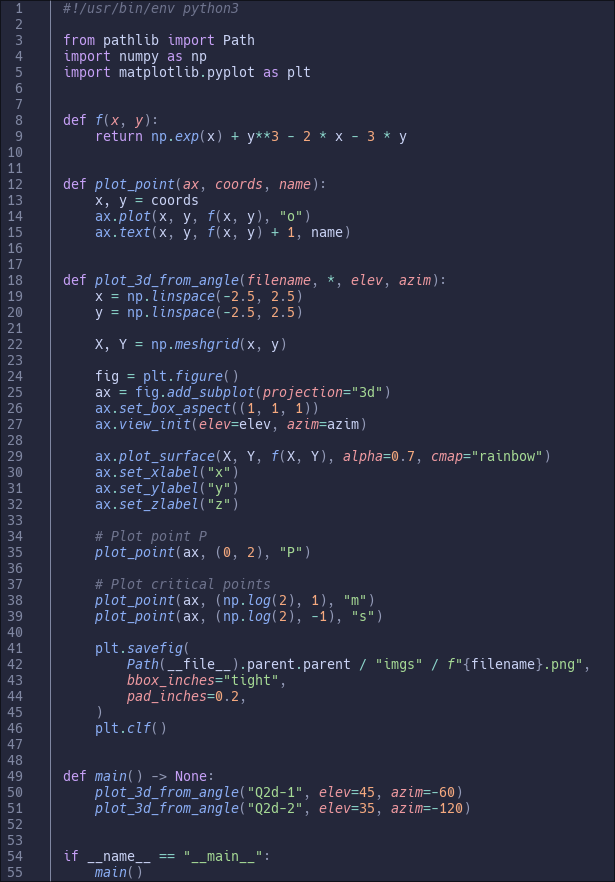 1 #!/usr/bin/env python3
2
3 from pathlib import Path
4 import numpy as np
5 import matplotlib.pyplot as plt
6
7
8 def f(x, y):
9     return np.exp(x) + y**3 - 2 * x - 3 * y
10
11
12 def plot_point(ax, coords, name):
13     x, y = coords
14     ax.plot(x, y, f(x, y), "o")
15     ax.text(x, y, f(x, y) + 1, name)
16
17
18 def plot_3d_from_angle(filename, *, elev, azim):
19     x = np.linspace(-2.5, 2.5)
20     y = np.linspace(-2.5, 2.5)
21
22     X, Y = np.meshgrid(x, y)
23
24     fig = plt.figure()
25     ax = fig.add_subplot(projection="3d")
26     ax.set_box_aspect((1, 1, 1))
27     ax.view_init(elev=elev, azim=azim)
28
29     ax.plot_surface(X, Y, f(X, Y), alpha=0.7, cmap="rainbow")
30     ax.set_xlabel("x")
31     ax.set_ylabel("y")
32     ax.set_zlabel("z")
33
34     # Plot point P
35     plot_point(ax, (0, 2), "P")
36
37     # Plot critical points
38     plot_point(ax, (np.log(2), 1), "m")
39     plot_point(ax, (np.log(2), -1), "s")
40
41     plt.savefig(
42         Path(__file__).parent.parent / "imgs" / f"{filename}.png",
43         bbox_inches="tight",
44         pad_inches=0.2,
45     )
46     plt.clf()
47
48
49 def main() -> None:
50     plot_3d_from_angle("Q2d-1", elev=45, azim=-60)
51     plot_3d_from_angle("Q2d-2", elev=35, azim=-120)
52
53
54 if __name__ == "__main__":
55     main()